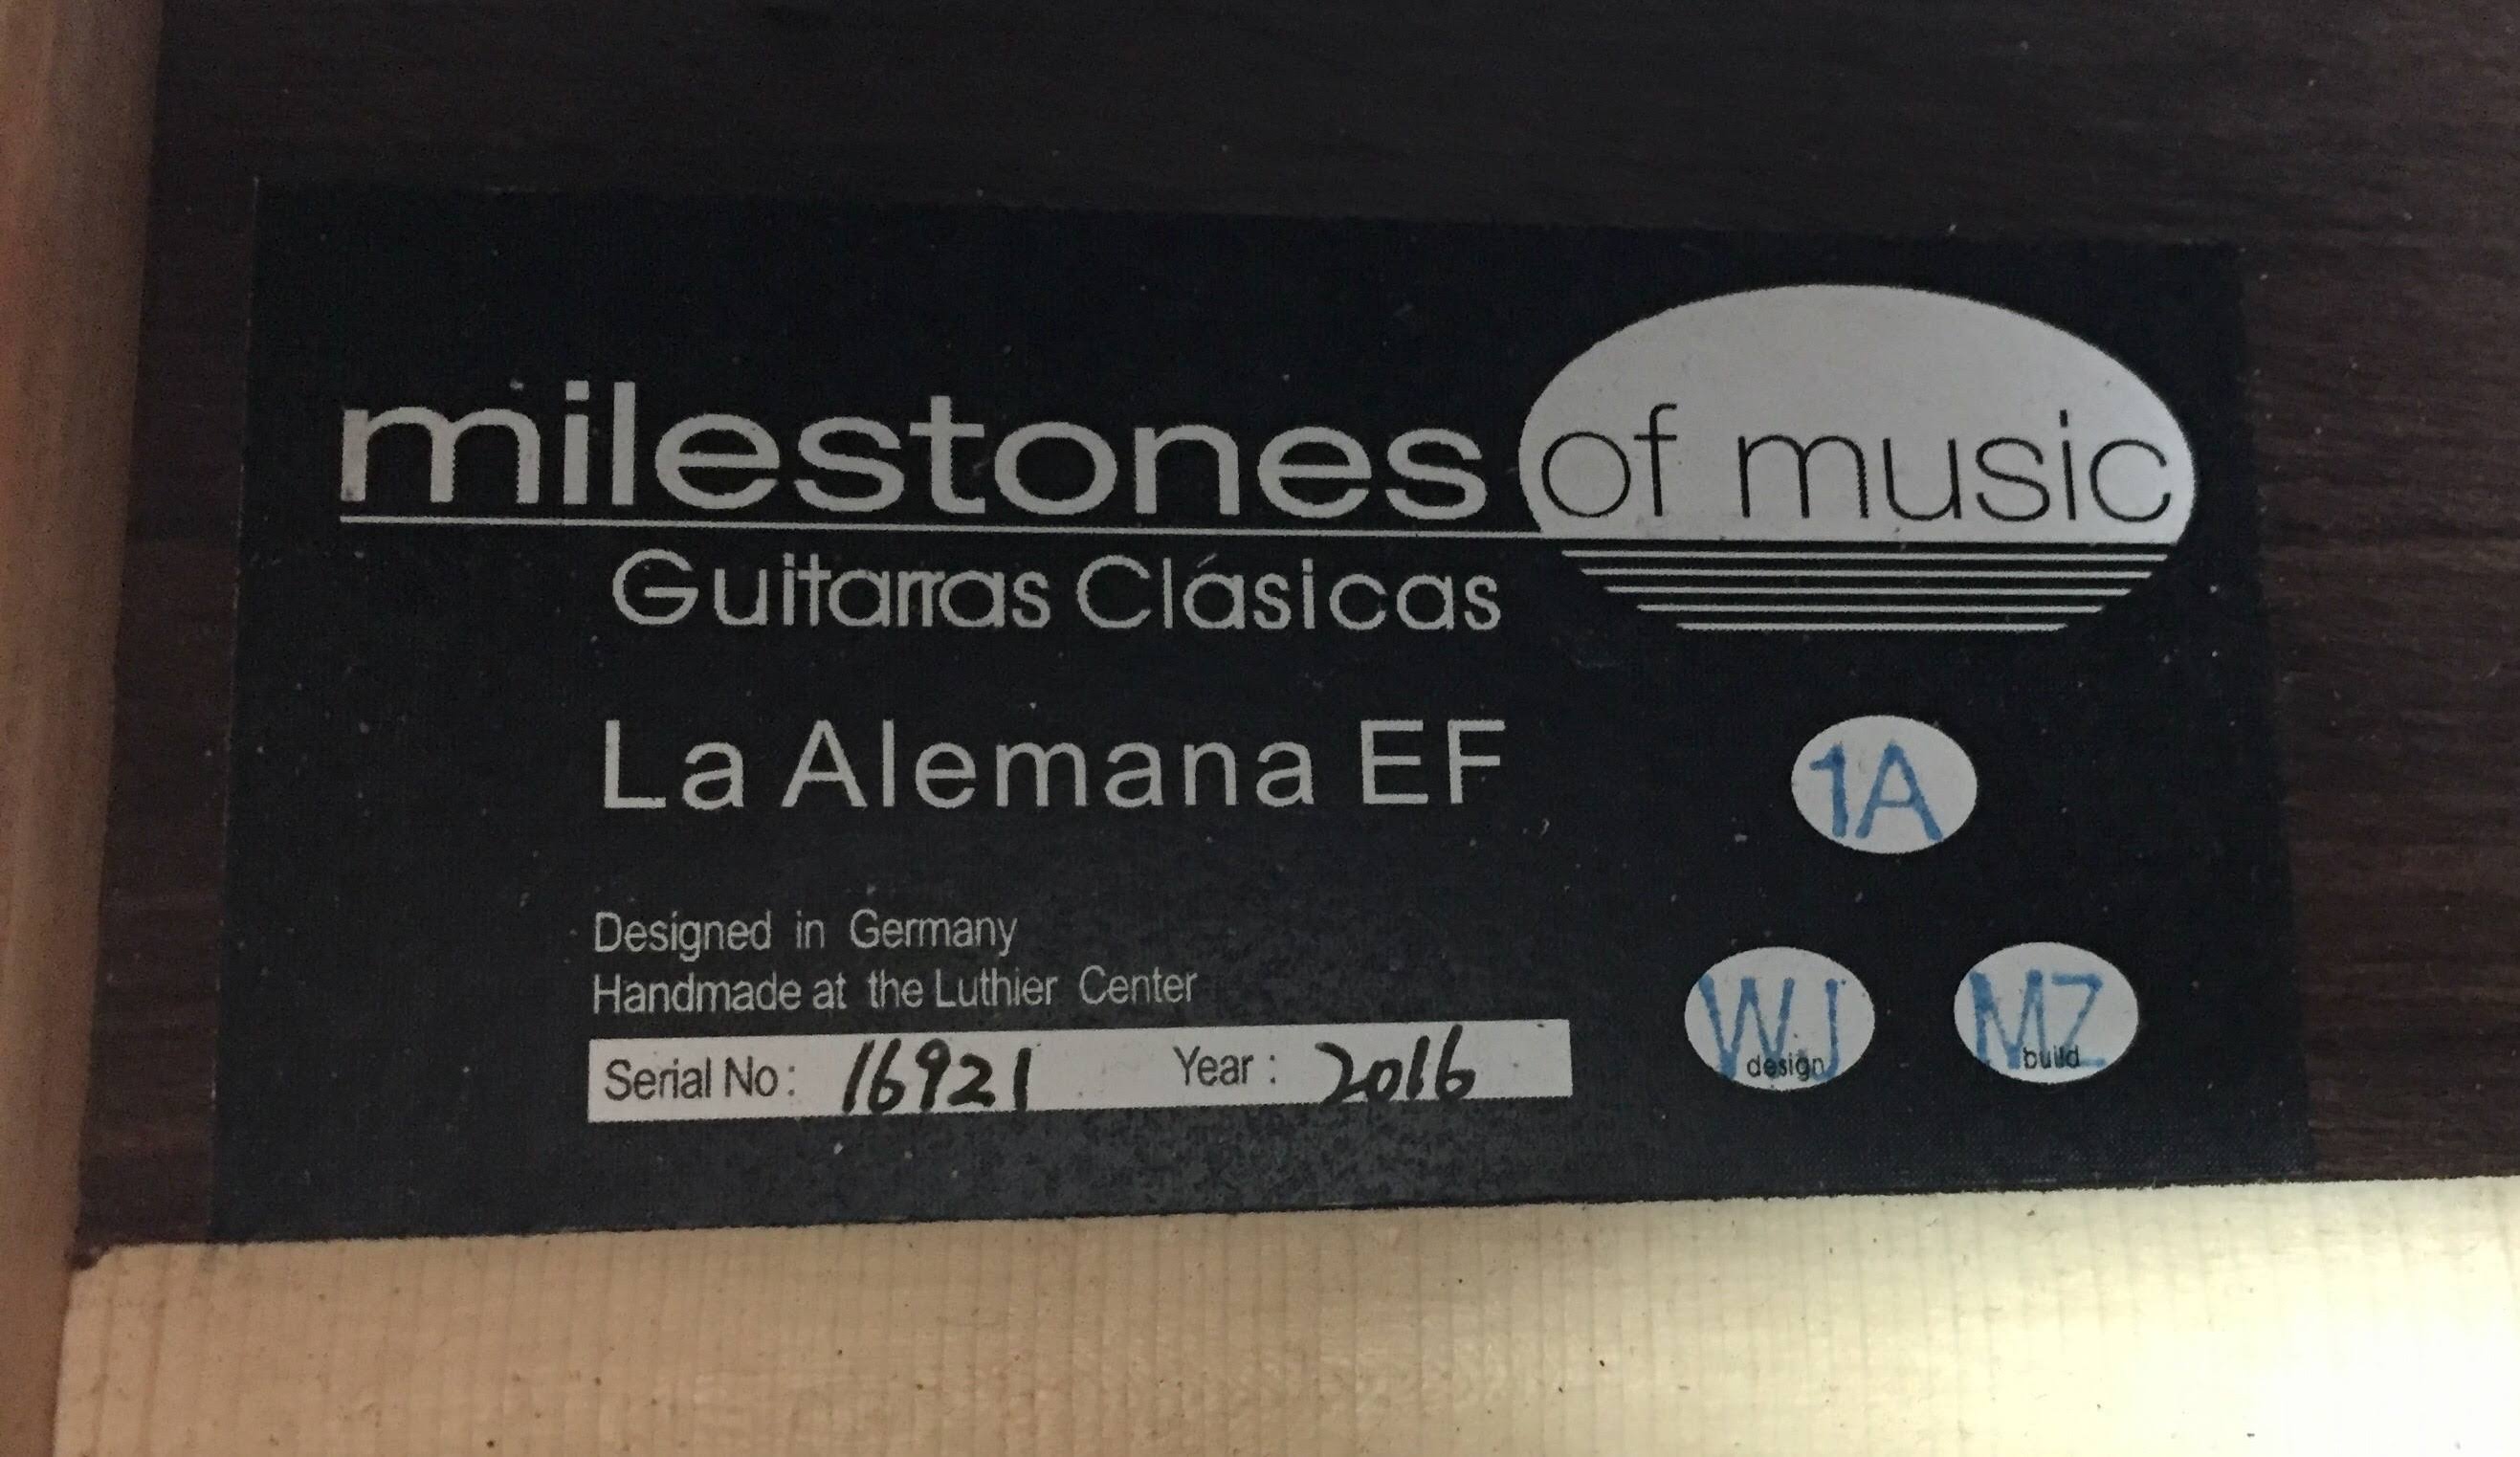 milestones of music
Guitarras Clásicas
La Alemana EF
1A
Designed in Germany
Handmade at the Luthier Center
Serial No: 16921 Year: 2016
WJ design
MZ build